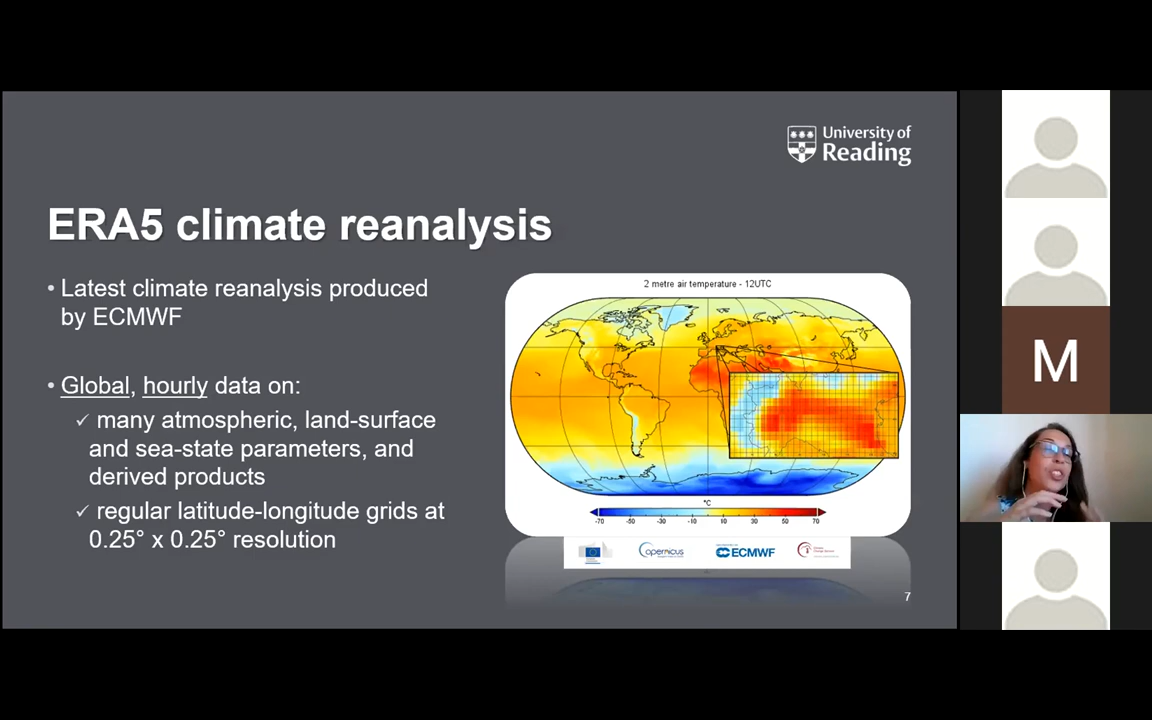 University of
Reading
ERA5 climate reanalysis
• Latest climate reanalysis produced
by ECMWF
• Global, hourly data on:
✓ many atmospheric, land-surface
and sea-state parameters, and
derived products
✓ regular latitude-longitude grids at
0.25° x 0.25° resolution
2 metre air temperature - 12UTC
°C
-70 -50 -30 -10 10 30 50 70
opernicus
ECMWF
7
M